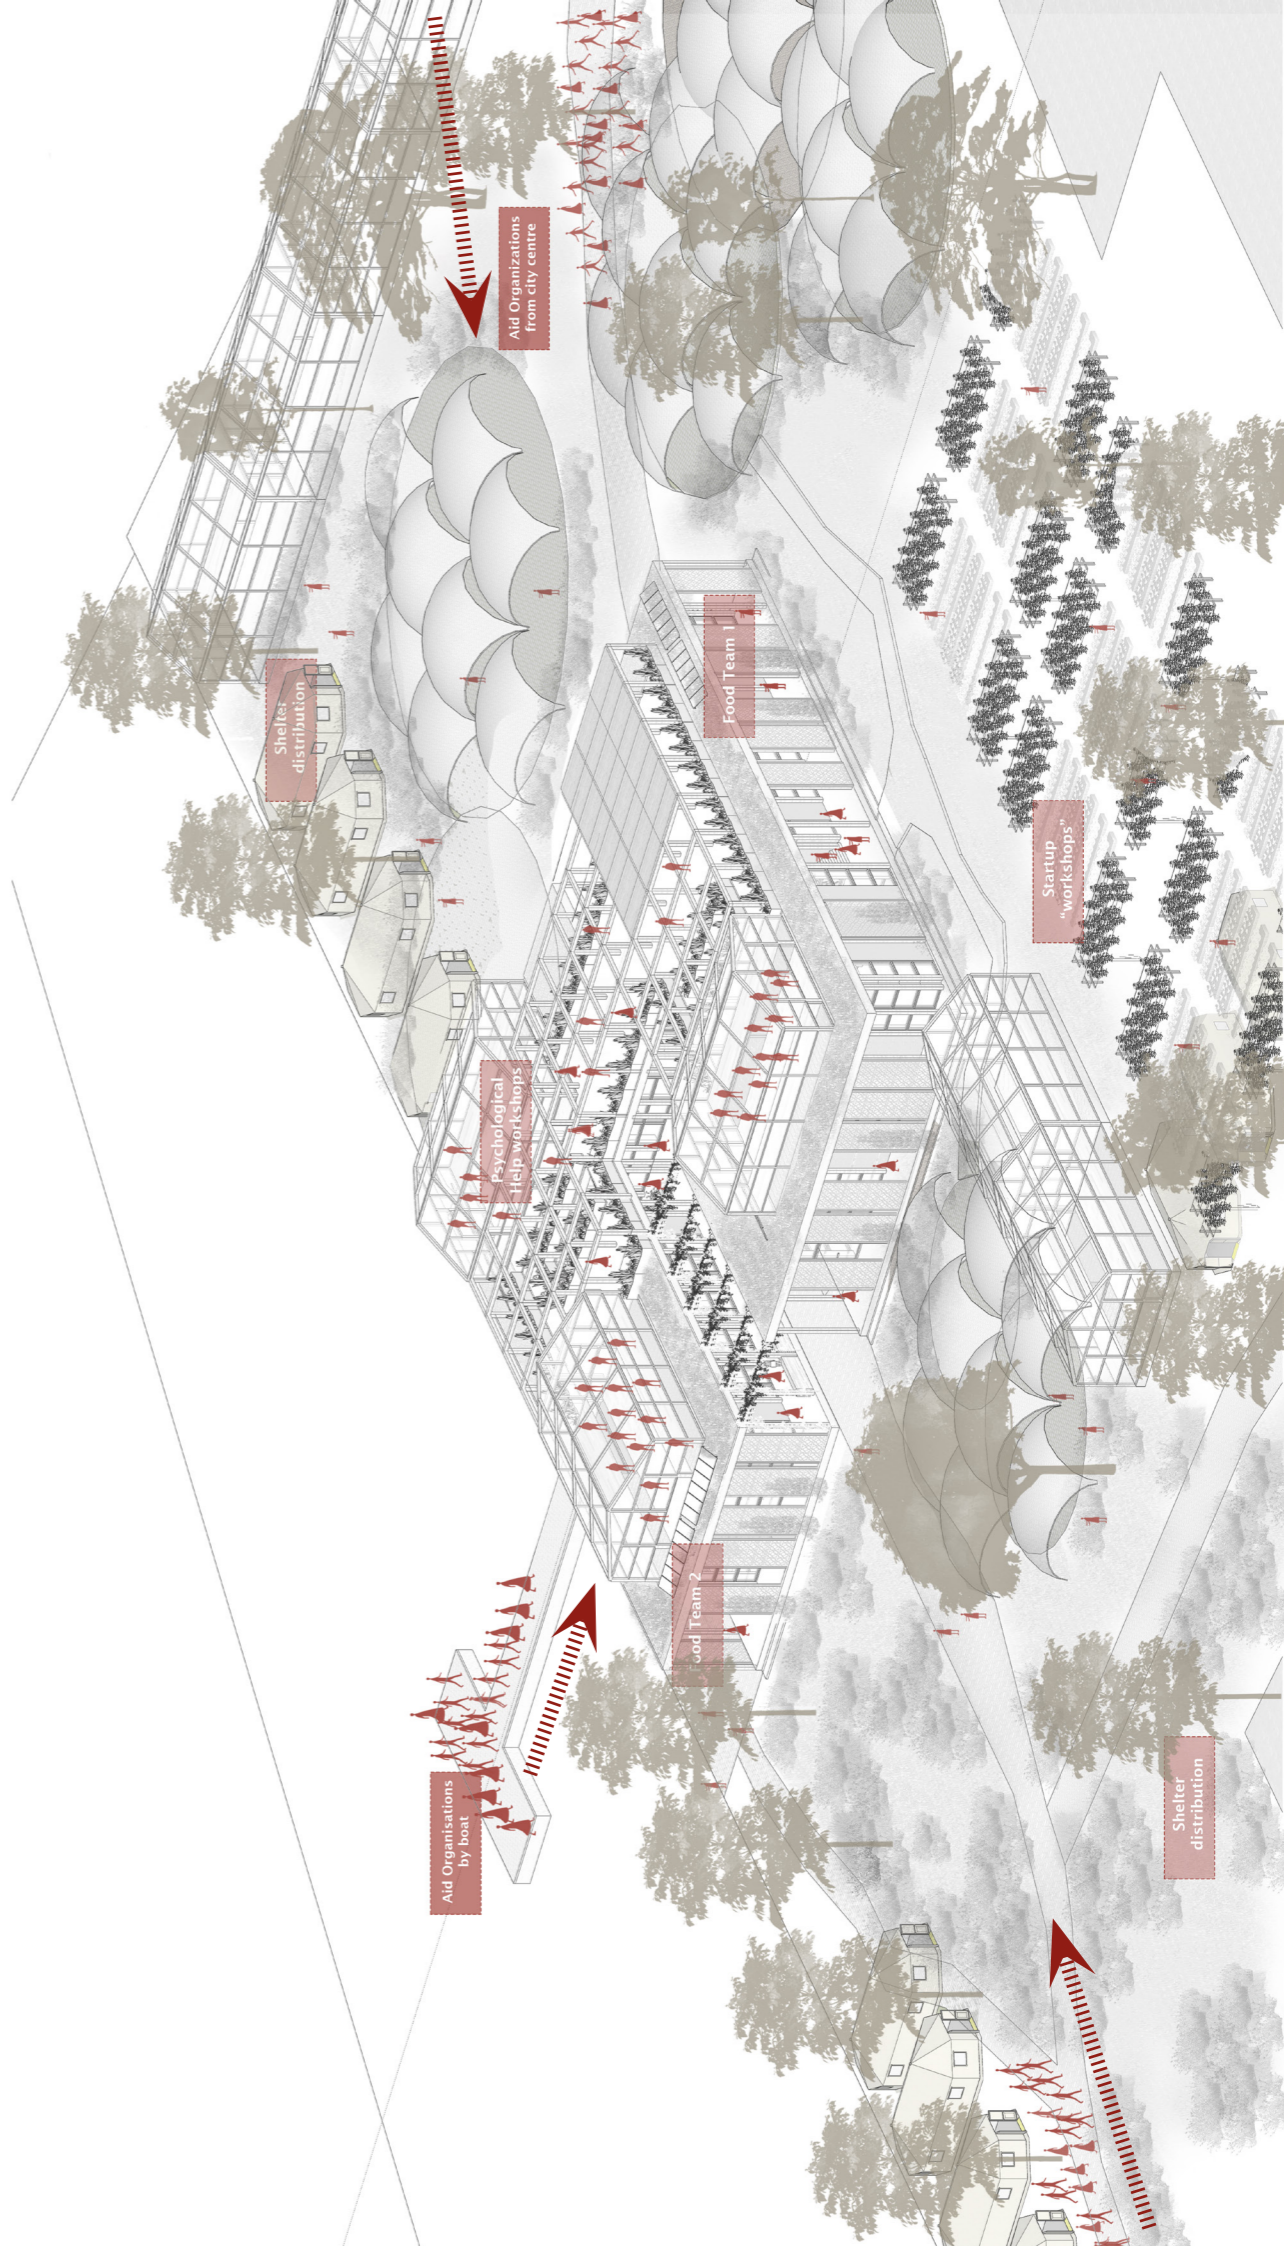 Shelter
distribution
Aid Organisations
by boat
Psychological
Help workshops
Aid Organizations
from city centre
Food Team 2
Food Team 1
Startup
“workshops”
Shelter
distribution